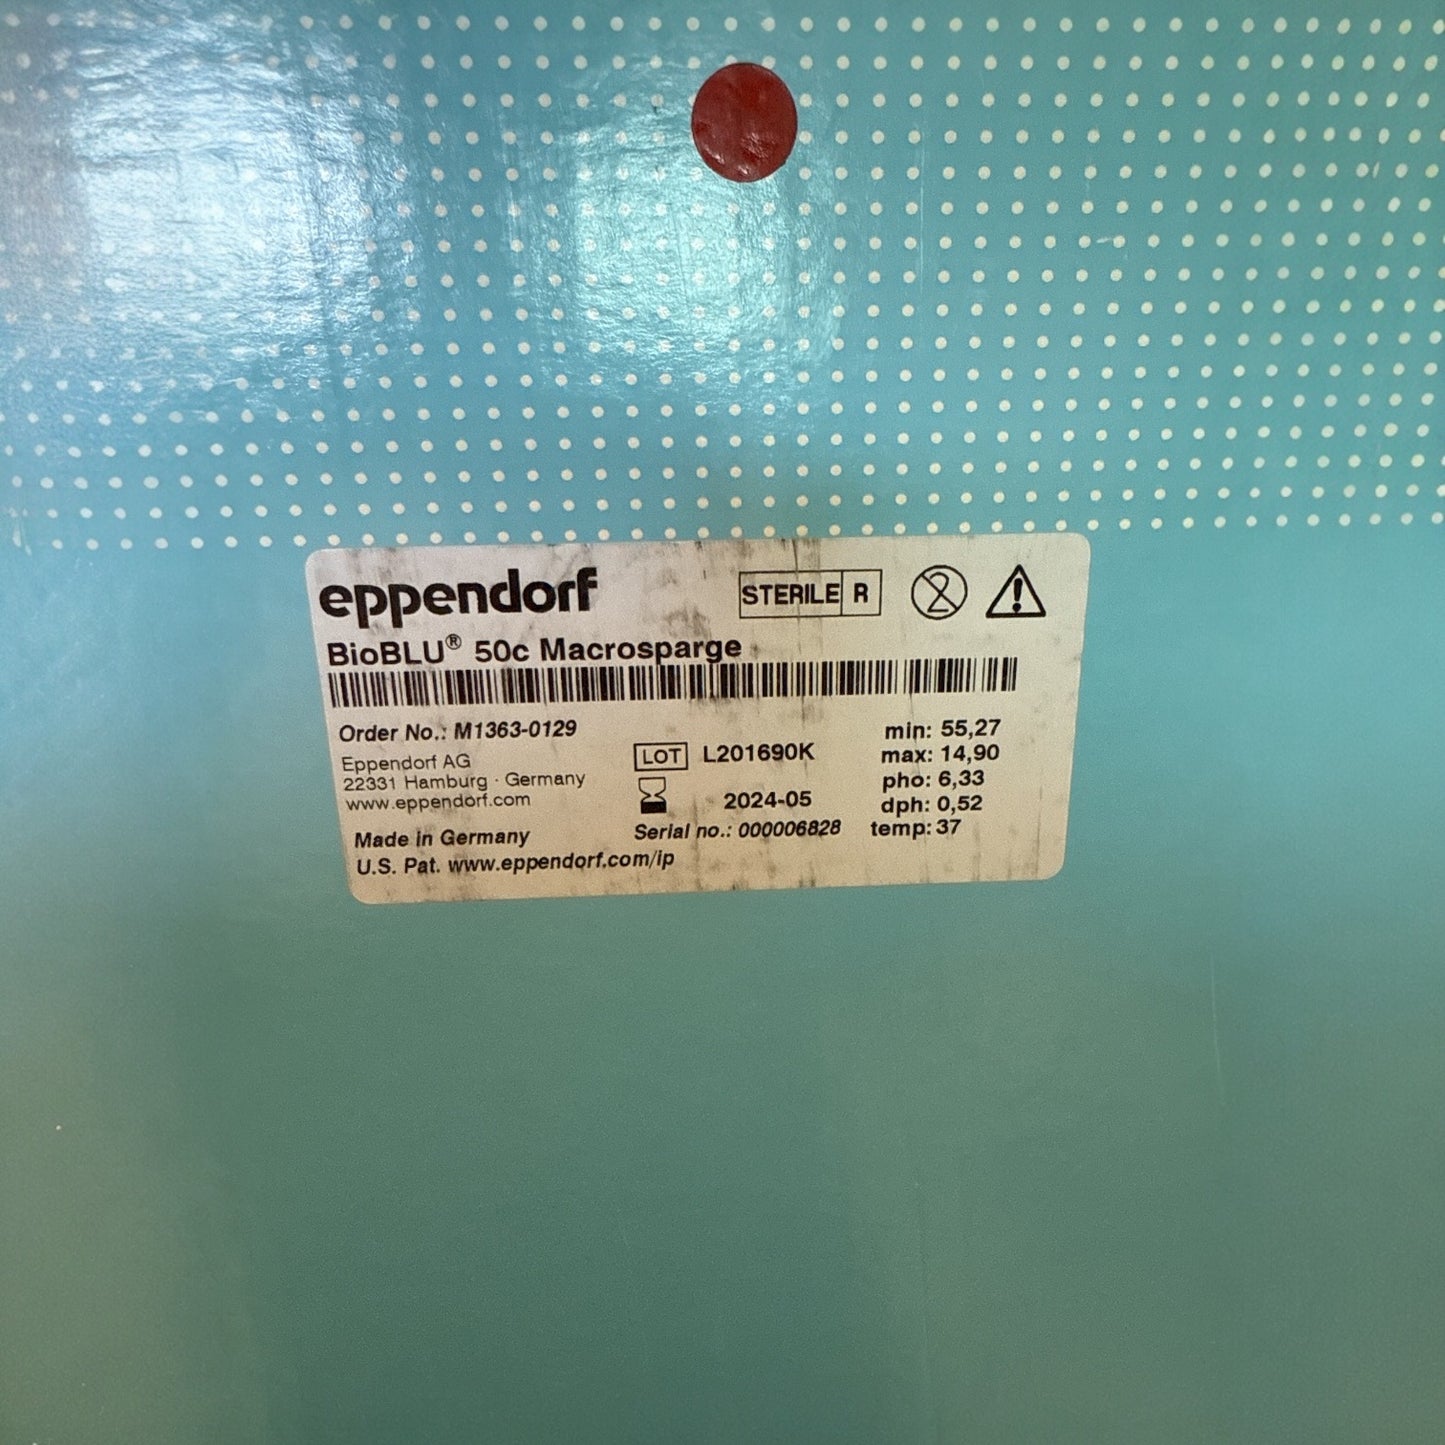 eppendorf
STERILE R
2
BioBLU® 50c Macrosparge
Order No.: M1363-0129
Eppendorf AG
22331 Hamburg · Germany
www.eppendorf.com
Made in Germany
U.S. Pat. www.eppendorf.com/ip
LOT L201690K
2024-05
Serial no.: 000006828
min: 55,27
max: 14,90
pho: 6,33
dph: 0,52
temp: 37